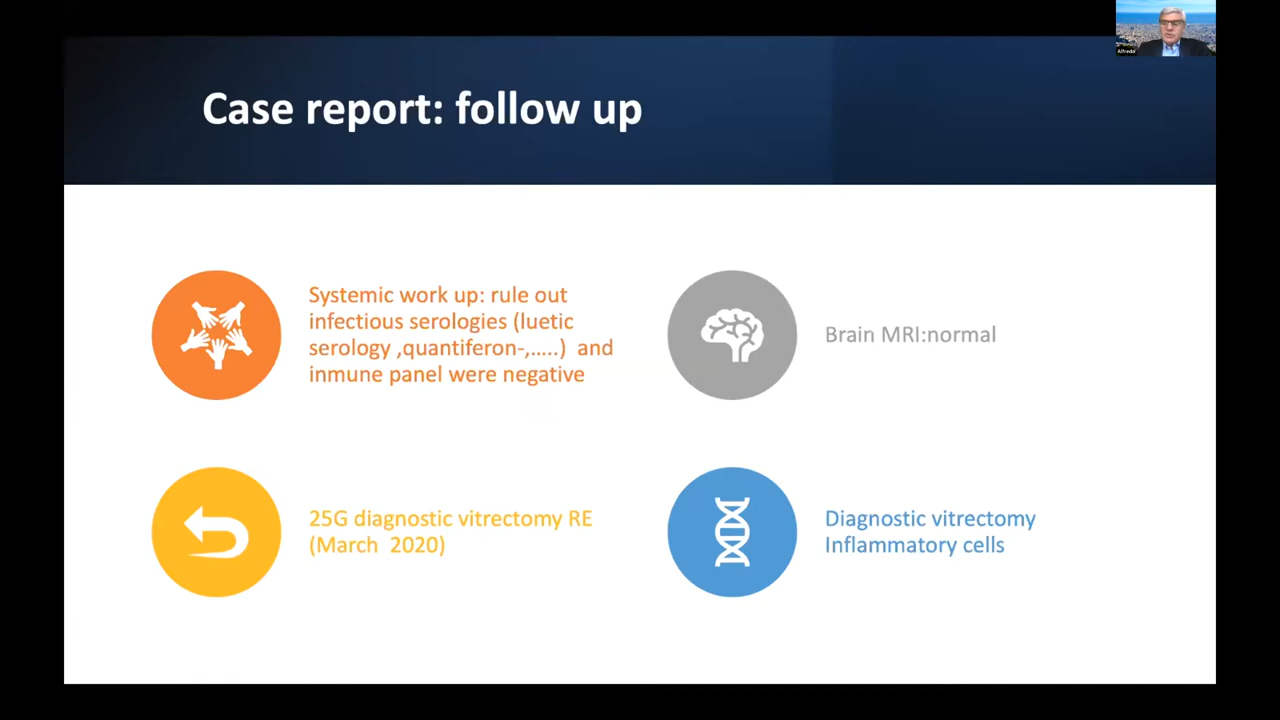 Alfredo
Case report: follow up
Systemic work up: rule out
infectious serologies (luetic
serology ,quantiferon-,.....)  and
inmune panel were negative
Brain MRI:normal
25G diagnostic vitrectomy RE
(March  2020)
Diagnostic vitrectomy
Inflammatory cells